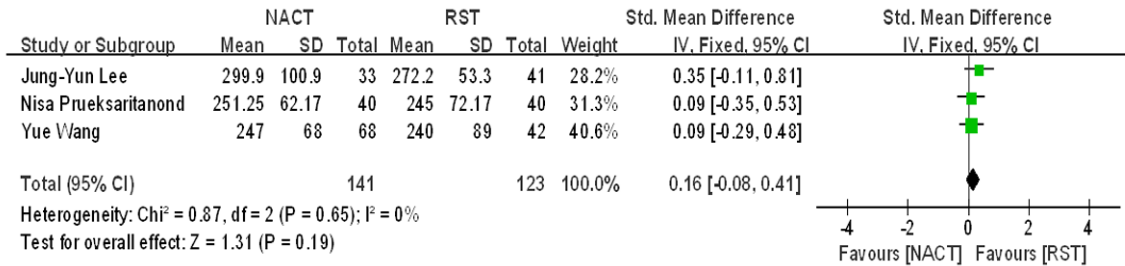 NACT RST Std. Mean Difference Std. Mean Difference
Study or Subgroup Mean SD Total Mean SD Total Weight IV, Fixed, 95% CI IV, Fixed, 95% CI
Jung-Yun Lee 299.9 100.9 33 272.2 53.3 41 28.2% 0.35 [-0.11, 0.81]
Nisa Prueksaritanond 251.25 62.17 40 245 72.17 40 31.3% 0.09 [-0.35, 0.53]
Yue Wang 247 68 68 240 89 42 40.6% 0.09 [-0.29, 0.48]
Total (95% CI) 141 123 100.0% 0.16 [-0.08, 0.41]
Heterogeneity: Chi² = 0.87, df = 2 (P = 0.65); I² = 0%
Test for overall effect: Z = 1.31 (P = 0.19)
-4 -2 0 2 4
Favours [NACT] Favours [RST]